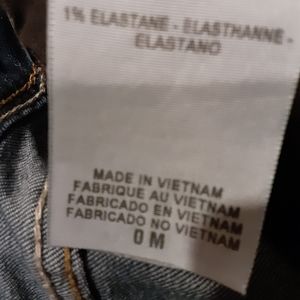 1% ELASTANE - ELASTHANNE -
ELASTANO
MADE IN VIETNAM
FABRIQUE AU VIETNAM
FABRICADO EN VIETNAM
FABRICADO NO VIETNAM
0 M